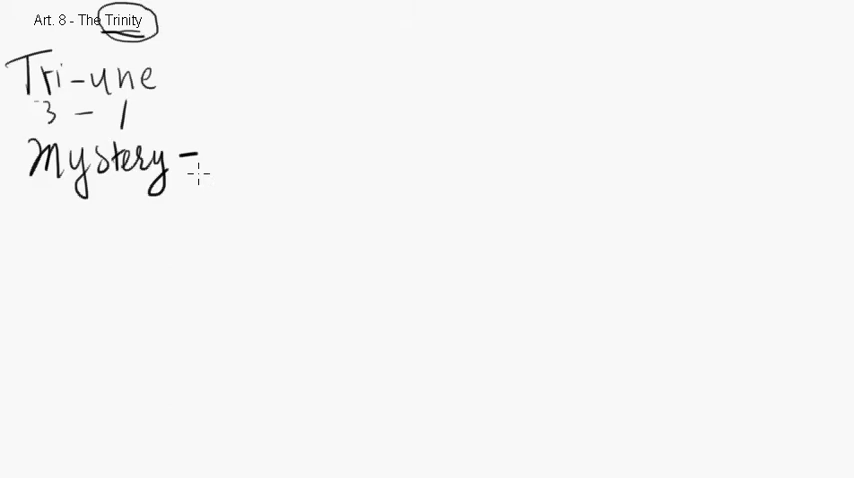 Art. 8 - The Trinity
Tri-une
3 - 1
Mystery -